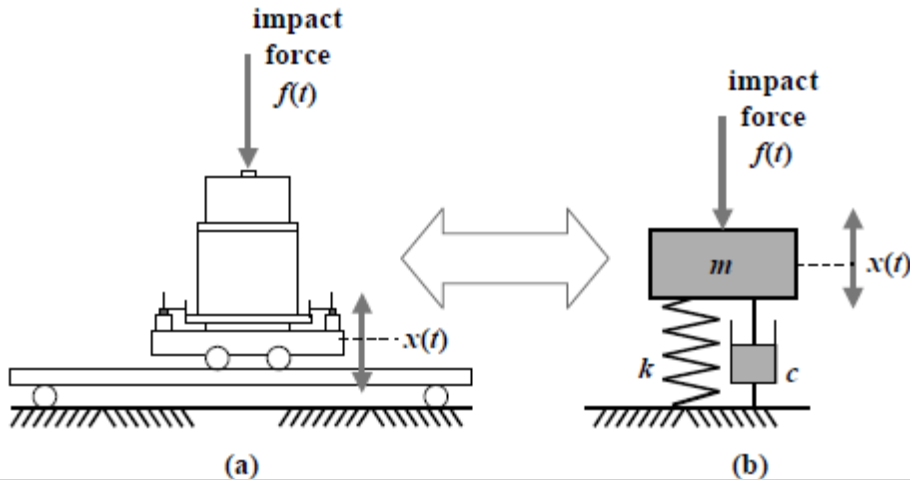 impact
force
f(t)
x(t)
(a)
impact
force
f(t)
m
x(t)
k
c
(b)